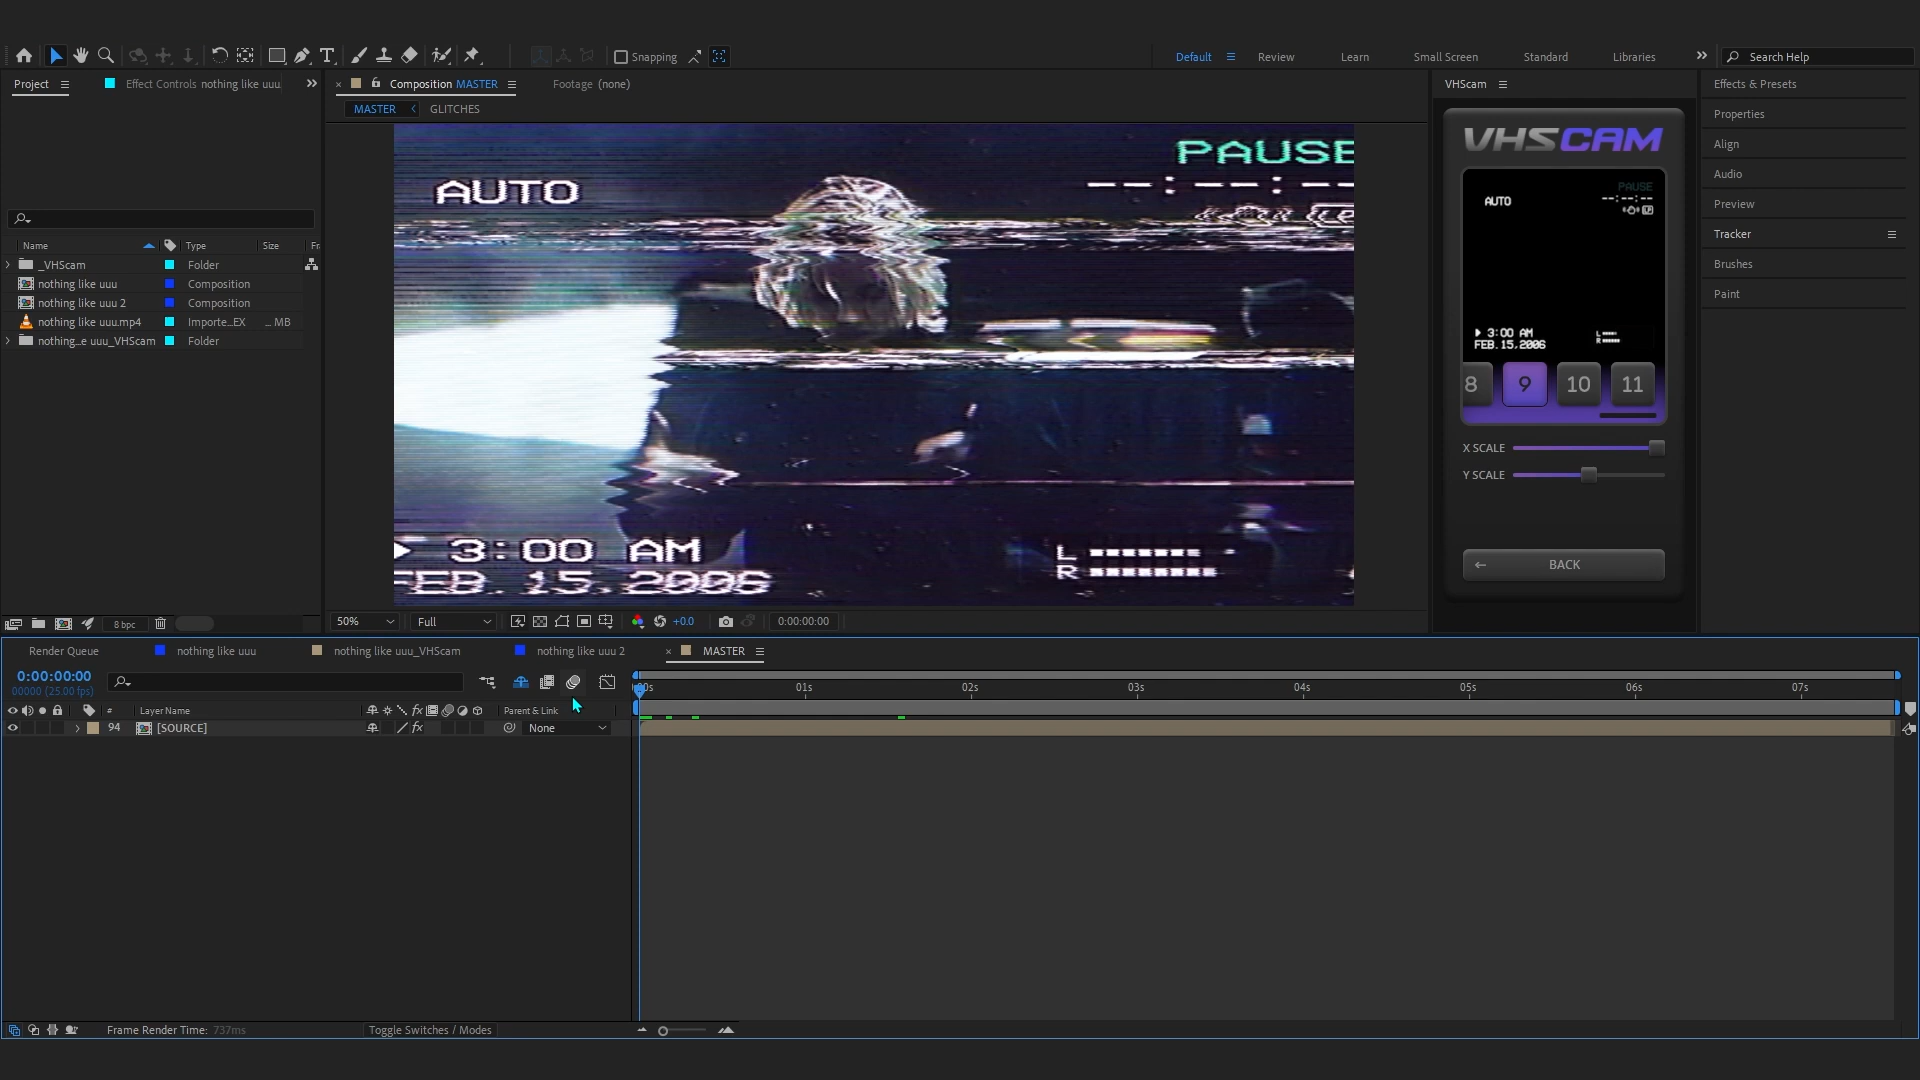 Snapping
Default
Review
Learn
Small Screen
Standard
Libraries
Search Help
Project
Effect Controls nothing like uuu
Composition MASTER
Footage (none)
MASTER
GLITCHES
Name
Type
Size
Fr
_VHScam
Folder
nothing like uuu
Composition
nothing like uuu 2
Composition
nothing like uuu.mp4
Importe...EX
... MB
nothing...e uuu_VHScam
Folder
8 bpc
AUTO
PAUSE
--:--:--
3:00 AM
FEB.15.2006
L
R
50%
Full
+0.0
0:00:00:00
VHScam
VHSCAM
PAUSE
AUTO
--:--:--
3:00 AM
FEB.15.2006
L
R
8
9
10
11
X SCALE
Y SCALE
BACK
Effects & Presets
Properties
Align
Audio
Preview
Tracker
Brushes
Paint
Render Queue
nothing like uuu
nothing like uuu_VHScam
nothing like uuu 2
MASTER
0:00:00:00
00000 (25.00 fps)
01s
02s
03s
04s
05s
06s
07s
#
Layer Name
Parent & Link
94
[SOURCE]
None
Frame Render Time: 737ms
Toggle Switches / Modes